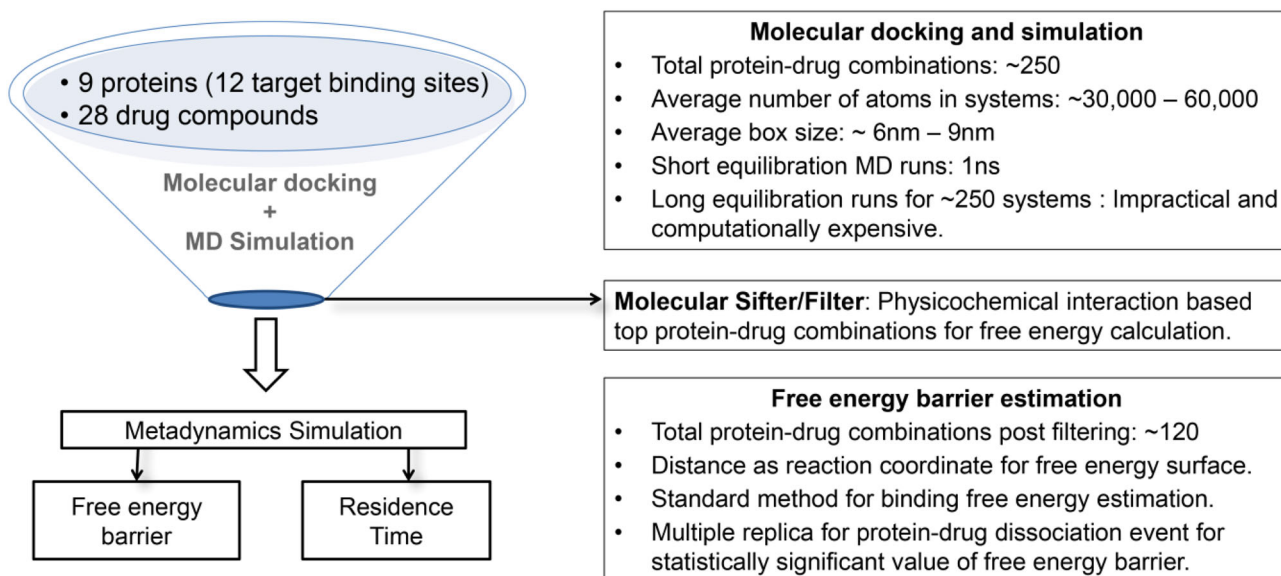 • 9 proteins (12 target binding sites)
• 28 drug compounds
Molecular docking
+
MD Simulation
Metadynamics Simulation
Free energy
barrier
Residence
Time
Molecular docking and simulation
• Total protein-drug combinations: ~250
• Average number of atoms in systems: ~30,000 – 60,000
• Average box size: ~ 6nm – 9nm
• Short equilibration MD runs: 1ns
• Long equilibration runs for ~250 systems : Impractical and
computationally expensive.
Molecular Sifter/Filter: Physicochemical interaction based
top protein-drug combinations for free energy calculation.
Free energy barrier estimation
• Total protein-drug combinations post filtering: ~120
• Distance as reaction coordinate for free energy surface.
• Standard method for binding free energy estimation.
• Multiple replica for protein-drug dissociation event for
statistically significant value of free energy barrier.